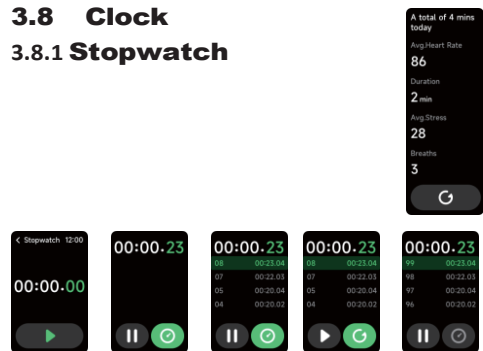 3.8 Clock
3.8.1 Stopwatch
A total of 4 mins
today
Avg.Heart Rate
86
Duration
2 min
Avg.Stress
28
Breaths
3
< Stopwatch 12:00
00:00.00
00:00.23
00:00.23
08 00:23.04
07 00:22.03
05 00:20.04
04 00:20.02
00:00.23
08 00:23.04
07 00:22.03
05 00:20.04
04 00:20.02
00:00.23
99 00:23.04
98 00:22.03
97 00:20.04
96 00:20.02